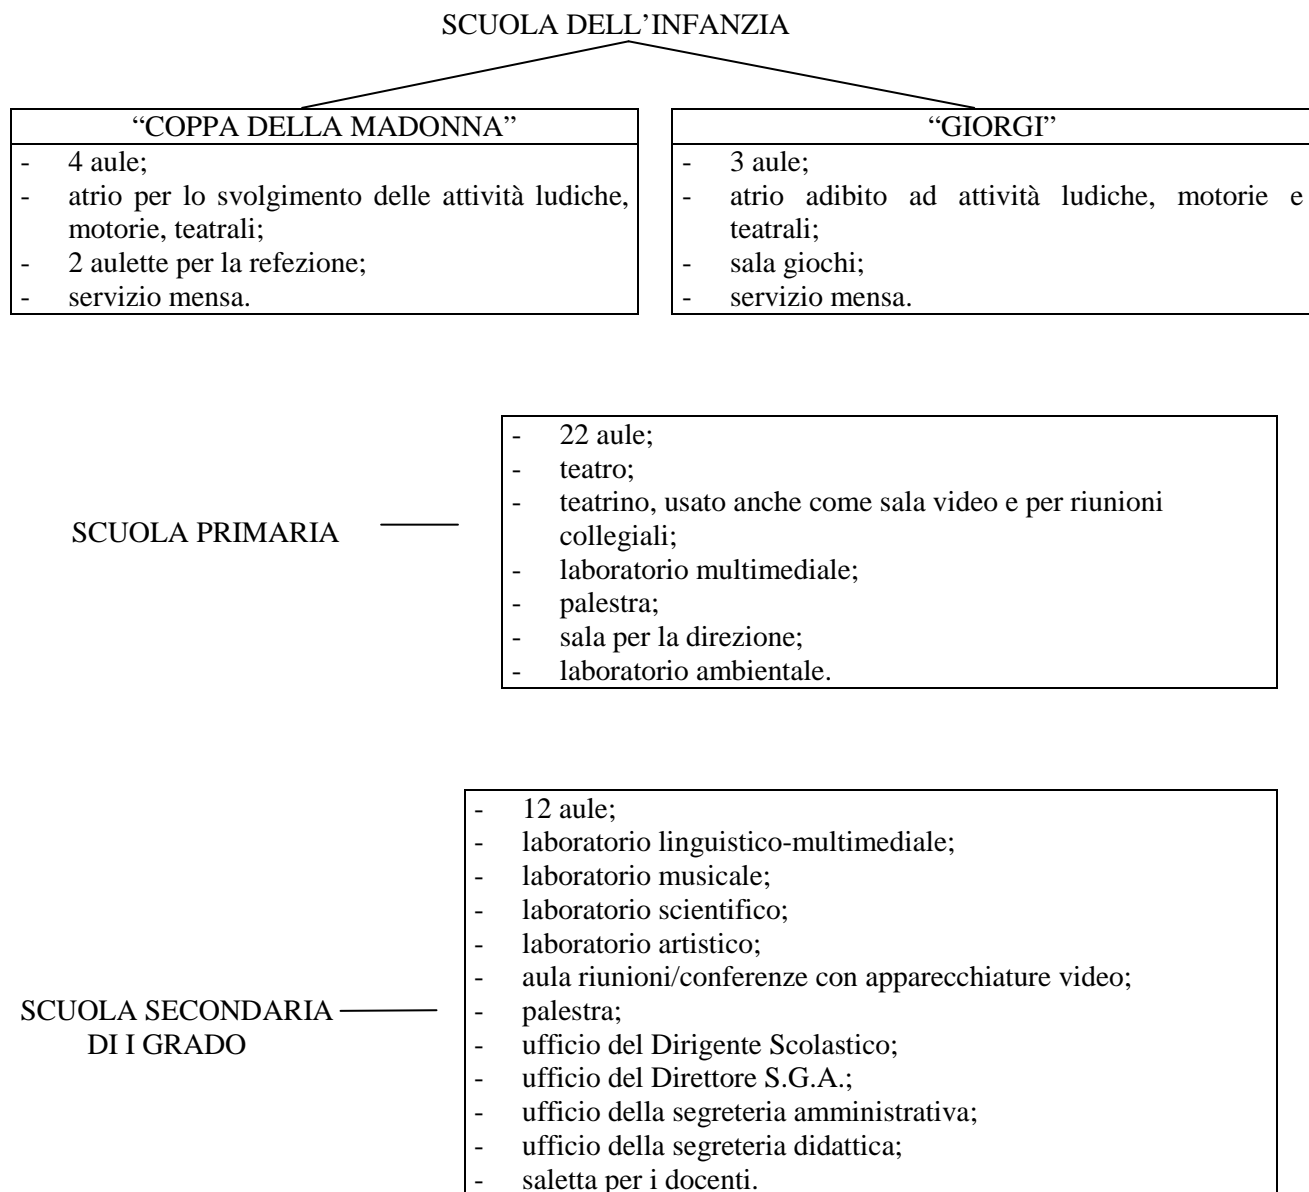 SCUOLA DELL’INFANZIA
“COPPA DELLA MADONNA”
- 4 aule;
- atrio per lo svolgimento delle attività ludiche,
motorie, teatrali;
- 2 aulette per la refezione;
- servizio mensa.
“GIORGI”
- 3 aule;
- atrio adibito ad attività ludiche, motorie e
teatrali;
- sala giochi;
- servizio mensa.
SCUOLA PRIMARIA
- 22 aule;
- teatro;
- teatrino, usato anche come sala video e per riunioni
collegiali;
- laboratorio multimediale;
- palestra;
- sala per la direzione;
- laboratorio ambientale.
SCUOLA SECONDARIA
DI I GRADO
- 12 aule;
- laboratorio linguistico-multimediale;
- laboratorio musicale;
- laboratorio scientifico;
- laboratorio artistico;
- aula riunioni/conferenze con apparecchiature video;
- palestra;
- ufficio del Dirigente Scolastico;
- ufficio del Direttore S.G.A.;
- ufficio della segreteria amministrativa;
- ufficio della segreteria didattica;
- saletta per i docenti.